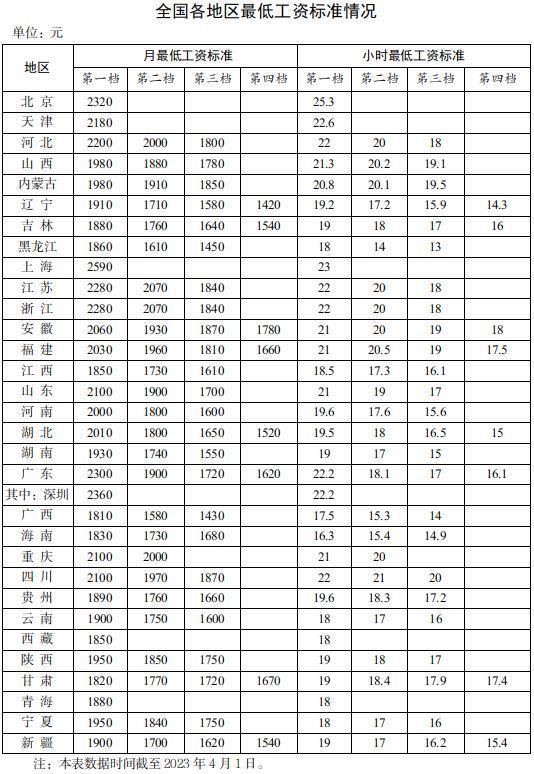 全国各地区最低工资标准情况
单位：元
地区 月最低工资标准 小时最低工资标准
第一档 第二档 第三档 第四档 第一档 第二档 第三档 第四档
北京 2320 25.3
天津 2180 22.6
河北 2200 2000 1800 22 20 18
山西 1980 1880 1780 21.3 20.2 19.1
内蒙古 1980 1910 1850 20.8 20.1 19.5
辽宁 1910 1710 1580 1420 19.2 17.2 15.9 14.3
吉林 1880 1760 1640 1540 19 18 17 16
黑龙江 1860 1610 1450 18 14 13
上海 2590 23
江苏 2280 2070 1840 22 20 18
浙江 2280 2070 1840 22 20 18
安徽 2060 1930 1870 1780 21 20 19 18
福建 2030 1960 1810 1660 21 20.5 19 17.5
江西 1850 1730 1610 18.5 17.3 16.1
山东 2100 1900 1700 21 19 17
河南 2000 1800 1600 19.6 17.6 15.6
湖北 2010 1800 1650 1520 19.5 18 16.5 15
湖南 1930 1740 1550 19 17 15
广东 2300 1900 1720 1620 22.2 18.1 17 16.1
其中：深圳 2360 22.2
广西 1810 1580 1430 17.5 15.3 14
海南 1830 1730 1680 16.3 15.4 14.9
重庆 2100 2000 21 20
四川 2100 1970 1870 22 21 20
贵州 1890 1760 1660 19.6 18.3 17.2
云南 1900 1750 1600 18 17 16
西藏 1850 18
陕西 1950 1850 1750 19 18 17
甘肃 1820 1770 1720 1670 19 18.4 17.9 17.4
青海 1880 18
宁夏 1950 1840 1750 18 17 16
新疆 1900 1700 1620 1540 19 17 16.2 15.4
注：本表数据时间截至 2023 年 4 月 1 日。